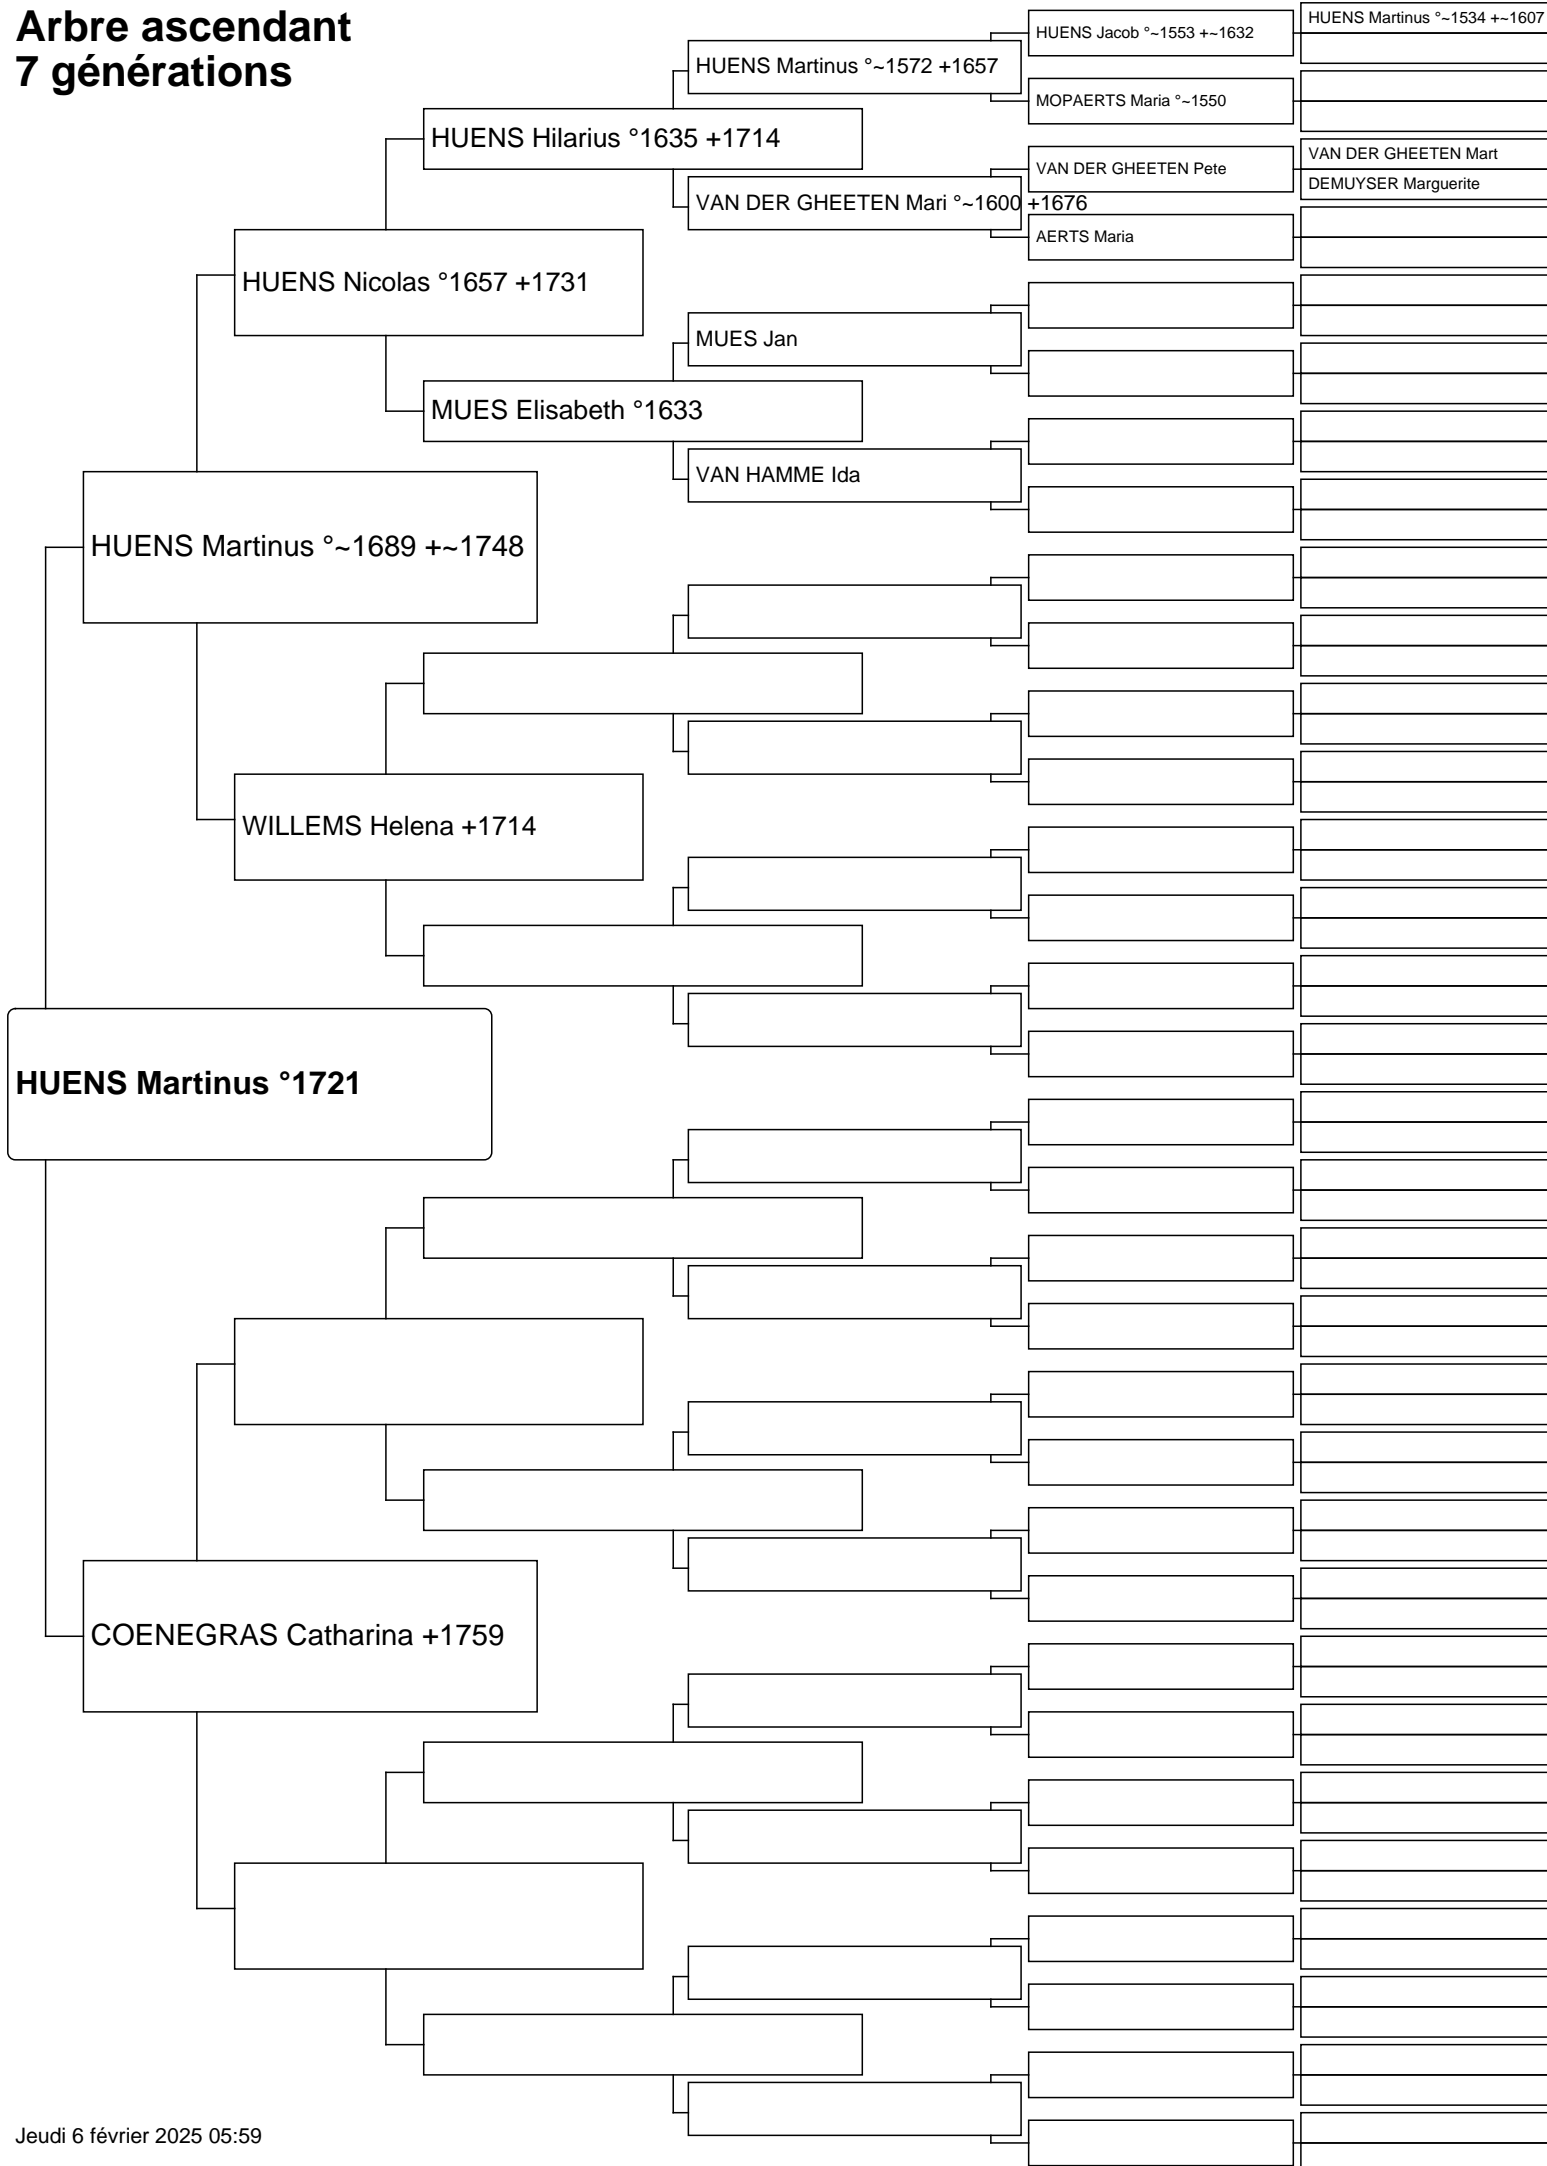 Arbre ascendant
7 générations
HUENS Martinus °~1534 +~1607
HUENS Jacob °~1553 +~1632
HUENS Martinus °~1572 +1657
MOPAERTS Maria °~1550
HUENS Hilarius °1635 +1714
VAN DER GHEETEN Mart
VAN DER GHEETEN Pete
DEMUYSER Marguerite
VAN DER GHEETEN Mari °~1600 +1676
AERTS Maria
HUENS Nicolas °1657 +1731
MUES Jan
MUES Elisabeth °1633
VAN HAMME Ida
HUENS Martinus °~1689 +~1748
WILLEMS Helena +1714
HUENS Martinus °1721
COENEGRAS Catharina +1759
Jeudi 6 février 2025 05:59